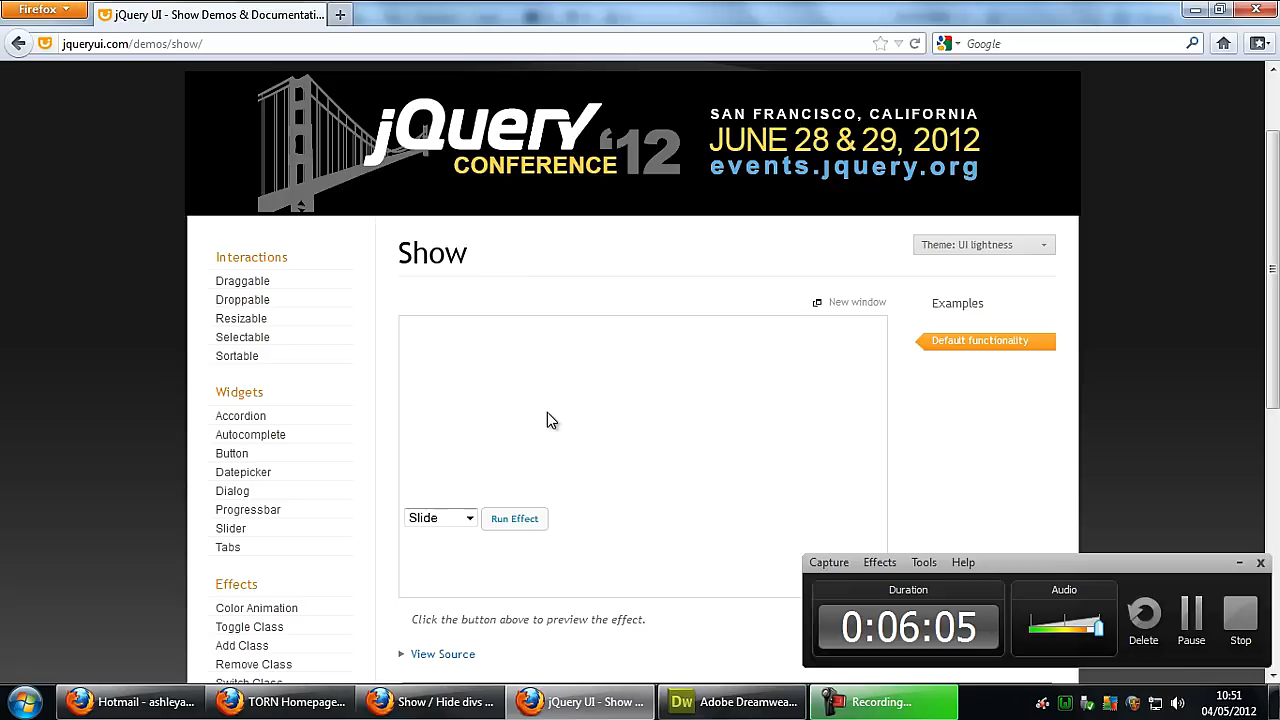 Firefox
jQuery UI - Show Demos & Documentati...
jqueryui.com/demos/show/
Google
jQuery
CONFERENCE
'12
SAN FRANCISCO, CALIFORNIA
JUNE 28 & 29, 2012
events.jquery.org
Interactions
Draggable
Droppable
Resizable
Selectable
Sortable
Widgets
Accordion
Autocomplete
Button
Datepicker
Dialog
Progressbar
Slider
Tabs
Effects
Color Animation
Toggle Class
Add Class
Remove Class
Switch Class
Show
Theme: UI lightness
New window
Examples
Default functionality
Slide
Run Effect
Click the button above to preview the effect.
View Source
Capture Effects Tools Help
Duration
0:06:05
Audio
Delete
Pause
Stop
Hotmail - ashleya...
TORN Homepage...
Show / Hide divs ...
jQuery UI - Show ...
Dw Adobe Dreamwea...
Recording...
10:51
04/05/2012